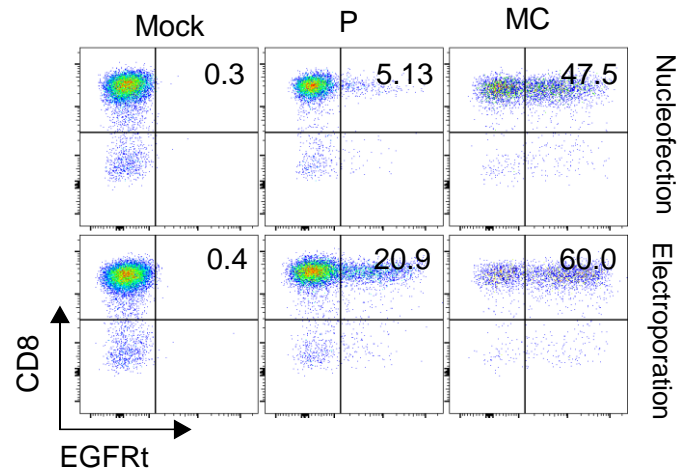 Mock P MC
0.3 5.13 47.5
Nucleofection
0.4 20.9 60.0
Electroporation
CD8
EGFRt